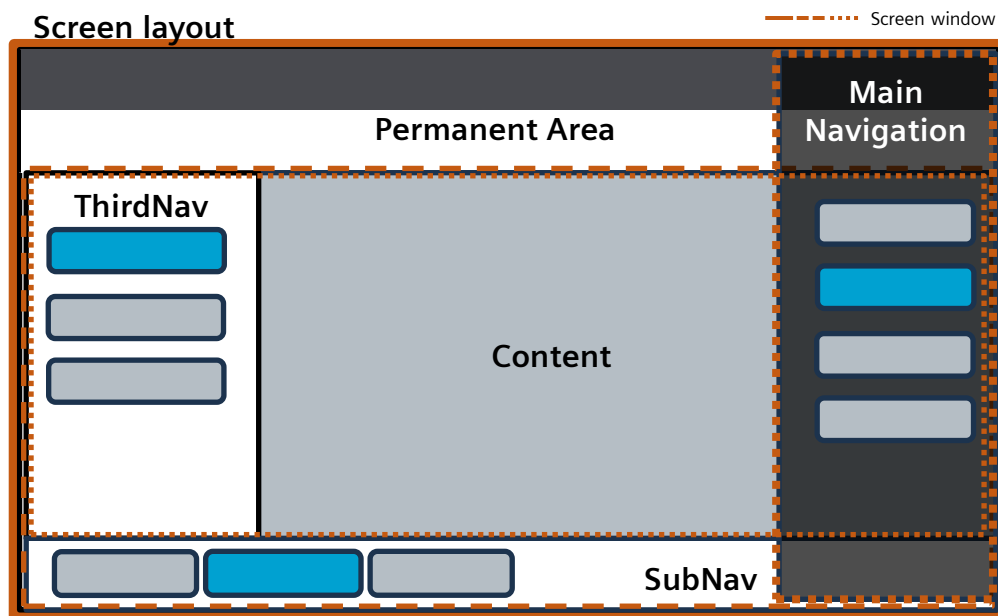 Screen layout
Screen window
Main
Navigation
Permanent Area
ThirdNav
Content
SubNav